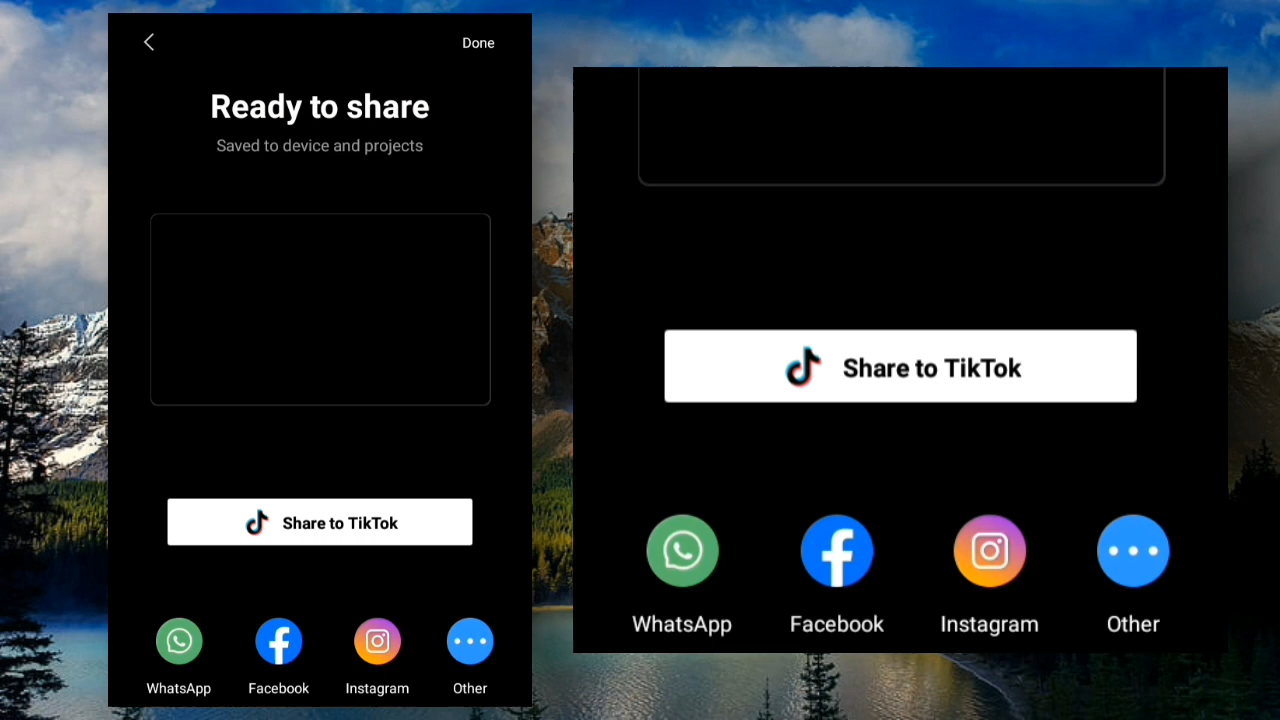 Done
Ready to share
Saved to device and projects
Share to TikTok
WhatsApp Facebook Instagram Other
Share to TikTok
WhatsApp Facebook Instagram Other